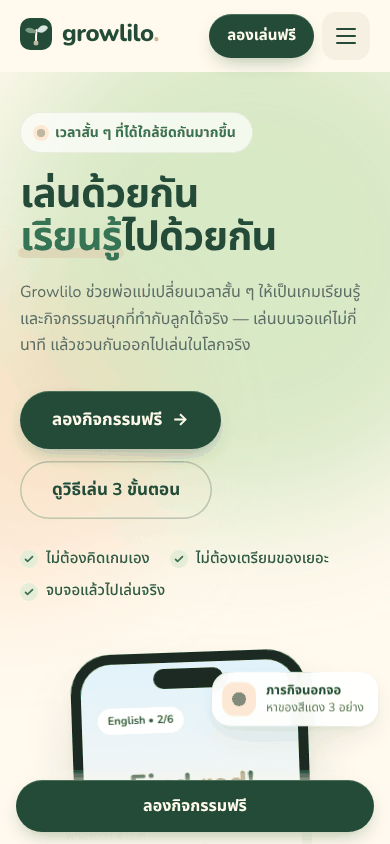 growlilo.
ลองเล่นฟรี
เวลาสั้น ๆ ที่ได้ใกล้ชิดกันมากขึ้น
เล่นด้วยกัน
เรียนรู้ไปด้วยกัน
Growlilo ช่วยพ่อแม่เปลี่ยนเวลาสั้น ๆ ให้เป็นเกมเรียนรู้
และกิจกรรมสนุกที่ทำกับลูกได้จริง — เล่นบนจอแค่ไม่กี่
นาที แล้วชวนกันออกไปเล่นในโลกจริง
ลองกิจกรรมฟรี →
ดูวิธีเล่น 3 ขั้นตอน
ไม่ต้องคิดเกมเอง
ไม่ต้องเตรียมของเยอะ
จบจอแล้วไปเล่นจริง
ภารกิจนอกจอ
หาของสีแดง 3 อย่าง
English • 2/6
ลองกิจกรรมฟรี